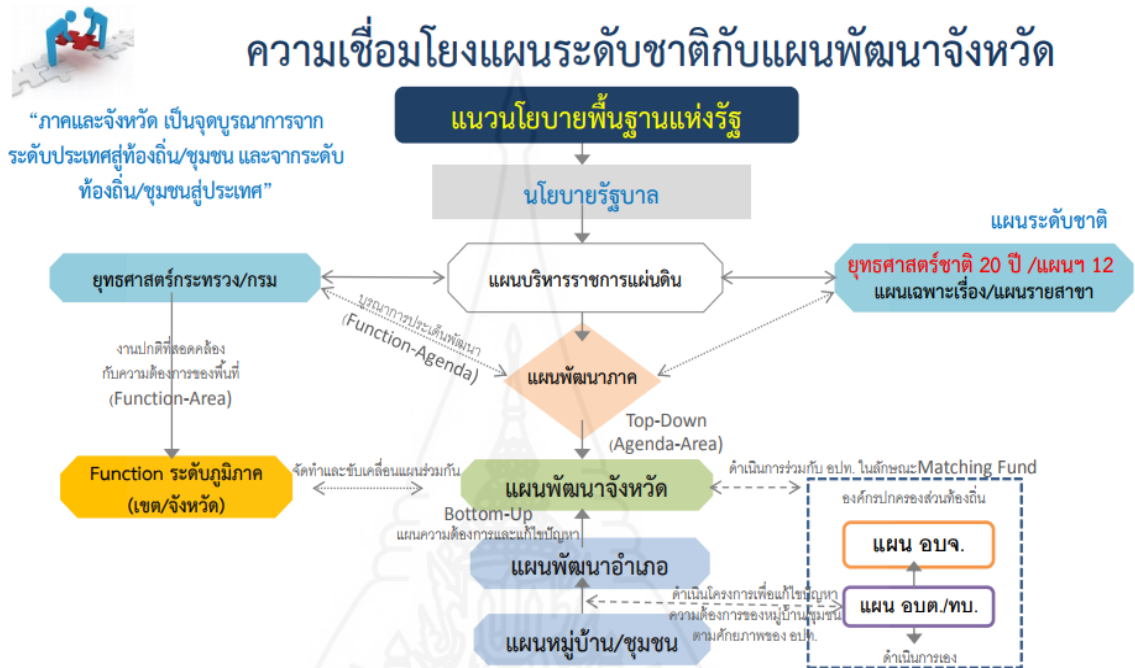 ความเชื่อมโยงแผนระดับชาติกับแผนพัฒนาจังหวัด
“ภาคและจังหวัด เป็นจุดบูรณาการจาก
ระดับประเทศสู่ท้องถิ่น/ชุมชน และจากระดับ
ท้องถิ่น/ชุมชนสู่ประเทศ”
แนวนโยบายพื้นฐานแห่งรัฐ
นโยบายรัฐบาล
แผนระดับชาติ
ยุทธศาสตร์กระทรวง/กรม
แผนบริหารราชการแผ่นดิน
ยุทธศาสตร์ชาติ 20 ปี /แผนฯ 12
แผนเฉพาะเรื่อง/แผนรายสาขา
บูรณาการประเด็นพัฒนา
(Function-Agenda)
งานปกติที่สอดคล้อง
กับความต้องการของพื้นที่
(Function-Area)
แผนพัฒนาภาค
Top-Down
(Agenda-Area)
Function ระดับภูมิภาค
(เขต/จังหวัด)
จัดทำและขับเคลื่อนแผนร่วมกัน
แผนพัฒนาจังหวัด
ดำเนินการร่วมกับ อปท. ในลักษณะMatching Fund
องค์กรปกครองส่วนท้องถิ่น
Bottom-Up
แผนความต้องการและแก้ไขปัญหา
แผน อบจ.
แผนพัฒนาอำเภอ
ดำเนินโครงการเพื่อแก้ไขปัญหา
ความต้องการของหมู่บ้าน/ชุมชน
ตามศักยภาพของ อปท.
แผน อบต./ทบ.
แผนหมู่บ้าน/ชุมชน
ดำเนินการเอง